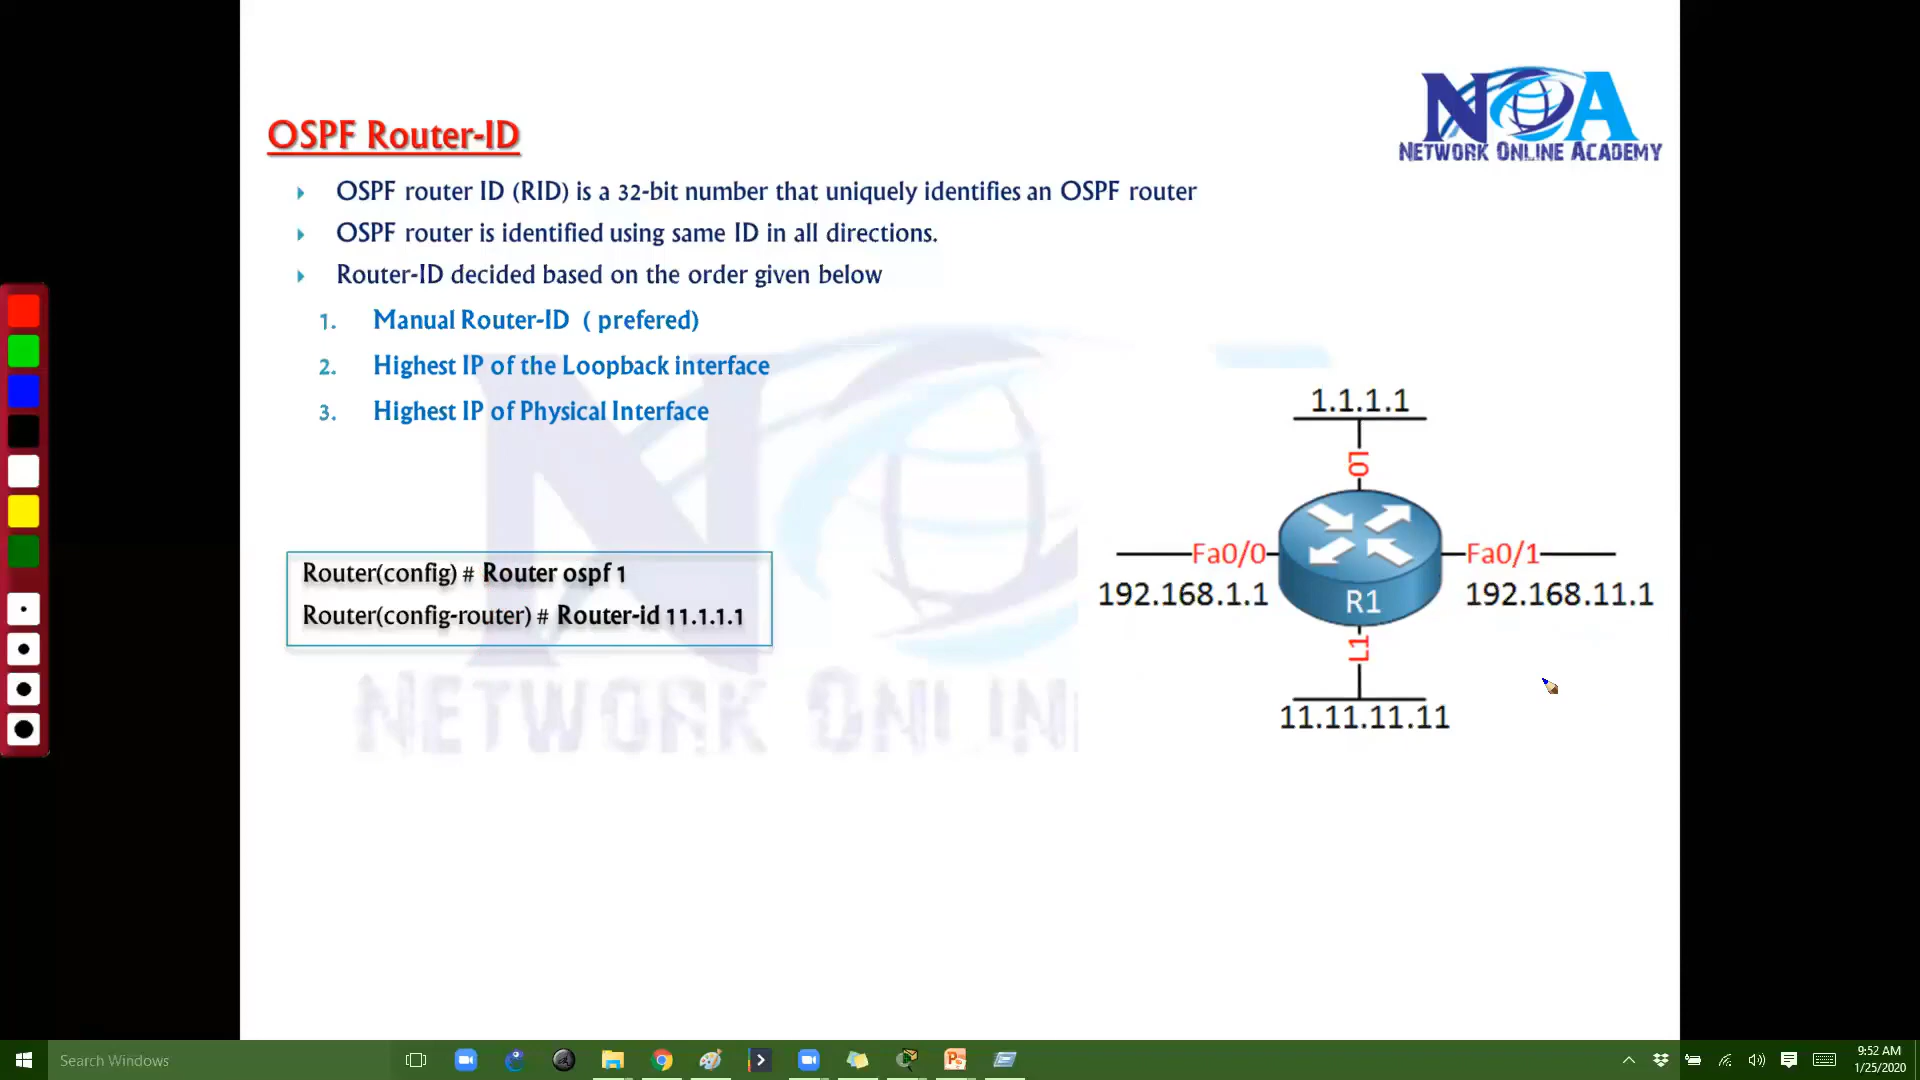 NOA
NETWORK ONLINE ACADEMY
OSPF Router-ID
OSPF router ID (RID) is a 32-bit number that uniquely identifies an OSPF router
OSPF router is identified using same ID in all directions.
Router-ID decided based on the order given below
1. Manual Router-ID ( prefered)
2. Highest IP of the Loopback interface
3. Highest IP of Physical Interface
Router(config) # Router ospf 1
Router(config-router) # Router-id 11.1.1.1
1.1.1.1
L0
Fa0/0
Fa0/1
192.168.1.1
R1
192.168.11.1
L1
11.11.11.11
N
NETWORK ONLIN
Search Windows
9:52 AM
1/25/2020